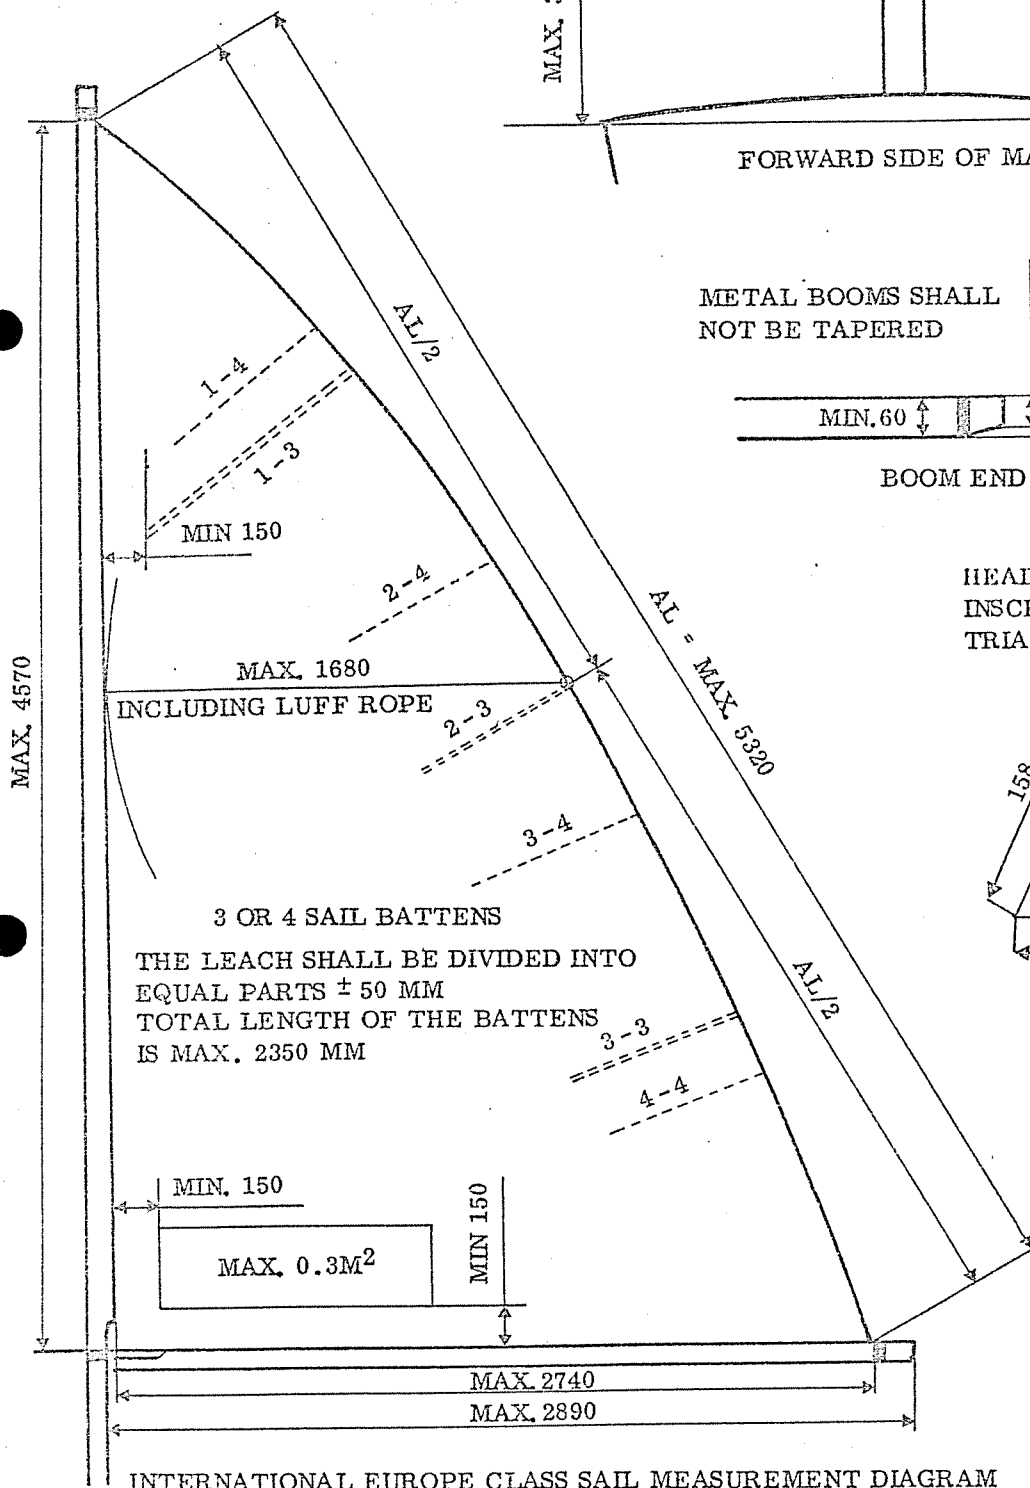 MAX.
FORWARD SIDE OF
METAL BOOMS SHALL
NOT BE TAPERED
MIN.60
BOOM END
AL/2
1-4
1-3
MIN 150
2-4
MAX. 1680
INCLUDING LUFF ROPE
2-3
AL = MAX. 5320
MAX. 4570
158
3-4
3 OR 4 SAIL BATTENS
THE LEACH SHALL BE DIVIDED INTO
EQUAL PARTS ± 50 MM
TOTAL LENGTH OF THE BATTENS
IS MAX. 2350 MM
AL/2
3-3
4-4
MIN. 150
MIN 150
MAX. 0.3M²
MAX. 2740
MAX. 2890
INTERNATIONAL EUROPE CLASS SAIL MEASUREMENT DIAGRAM